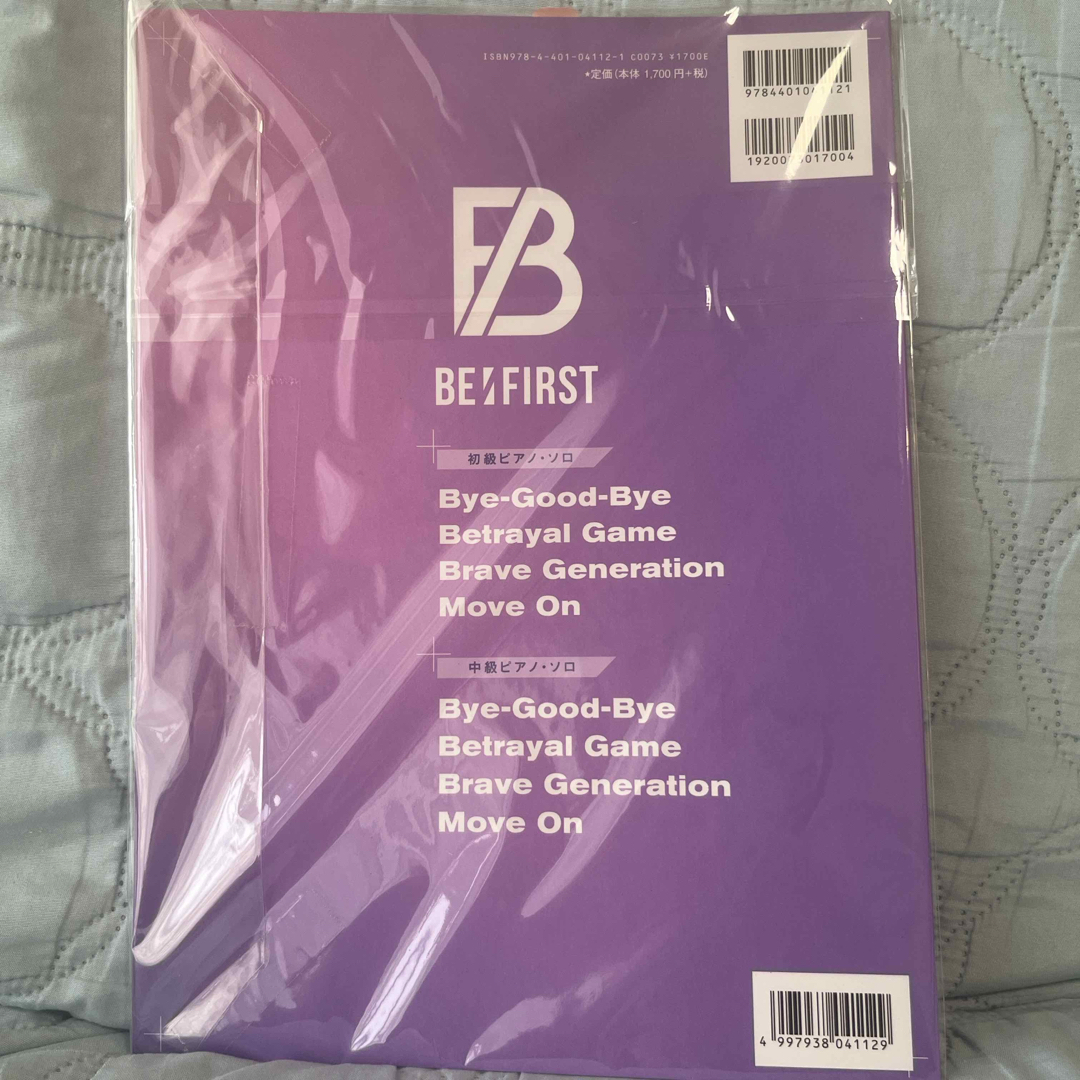 ISBN978-4-401-04112-1 C0073 ¥1700E
★定価(本体 1,700円+税)
BE:FIRST
初級ピアノ・ソロ
Bye-Good-Bye
Betrayal Game
Brave Generation
Move On
中級ピアノ・ソロ
Bye-Good-Bye
Betrayal Game
Brave Generation
Move On
4 997938 041129